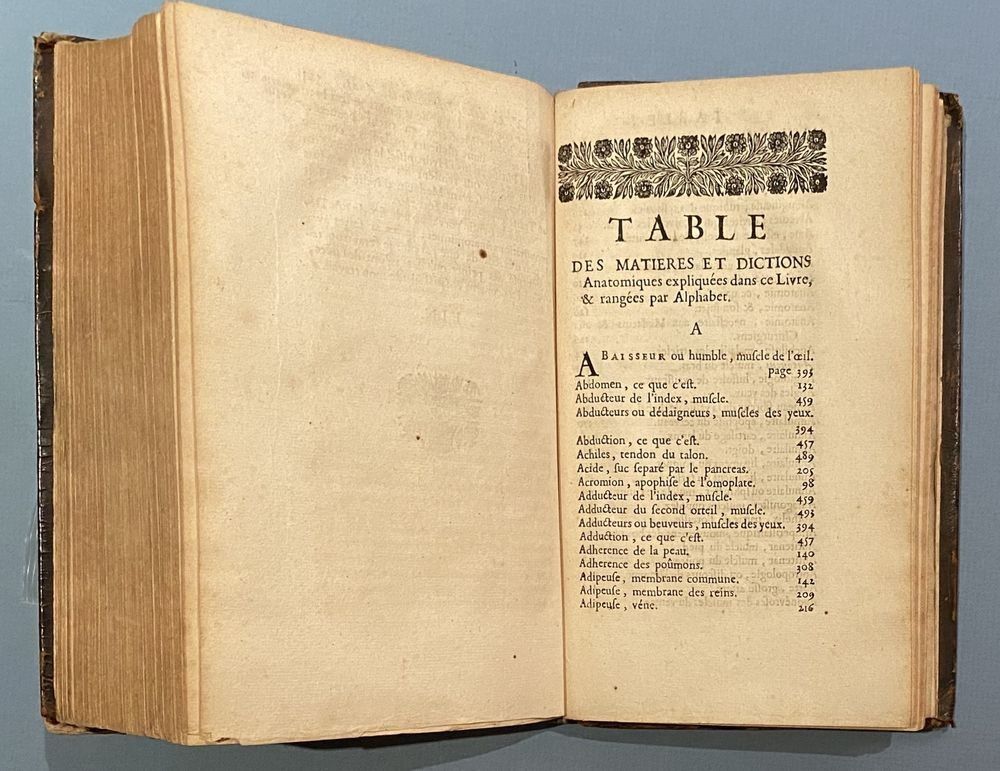 TABLE
DES MATIERES ET DICTIONS
Anatomiques expliquées dans ce Livre,
& rangées par Alphabet.
A
ABAISSEUR ou humble, muſcle de l'œil.
page 395
Abdomen, ce que c'eſt. 132
Abducteur de l'index, muſcle. 459
Abducteurs ou dédaigneurs, muſcles des yeux.
394
Abduction, ce que c'eſt. 457
Achiles, tendon du talon. 489
Acide, ſuc ſeparé par le pancreas. 205
Acromion, apophiſe de l'omoplate. 98
Adducteur de l'index, muſcle. 459
Adducteur du ſecond orteil, muſcle. 493
Adducteurs ou beuveurs, muſcles des yeux. 394
Adduction, ce que c'eſt. 457
Adherence de la peau. 140
Adherence des poûmons. 308
Adipeuſe, membrane commune. 142
Adipeuſe, membrane des reins. 209
Adipeuſe, véne. 216